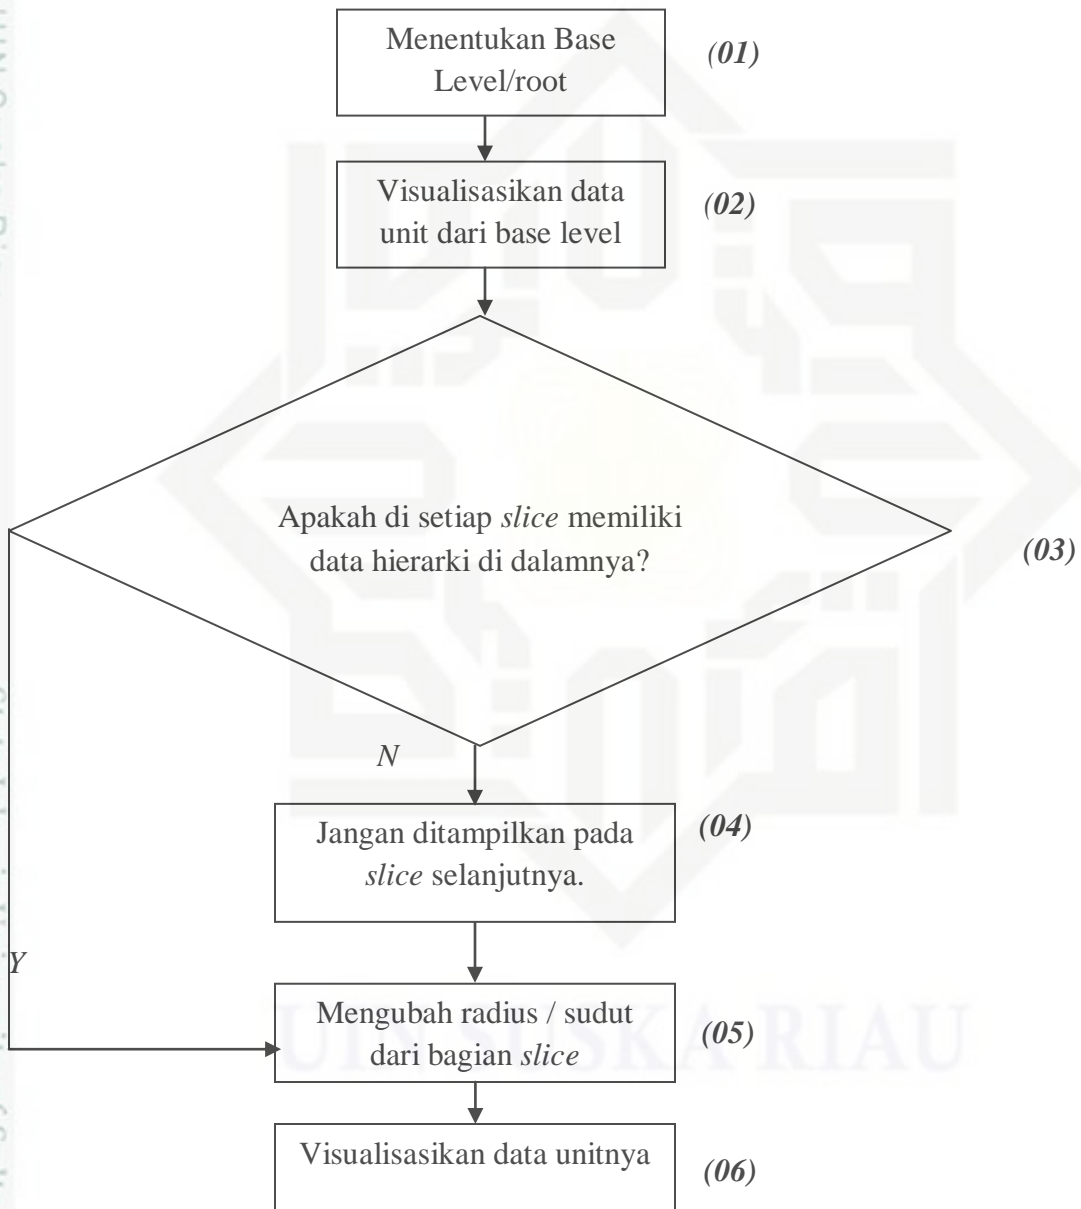 Menentukan Base
Level/root
(01)
Visualisasikan data
unit dari base level
(02)
Apakah di setiap slice memiliki
data hierarki di dalamnya?
(03)
N
Jangan ditampilkan pada
slice selanjutnya.
(04)
Y
Mengubah radius / sudut
dari bagian slice
(05)
UIN SUSKA RIAU
Visualisasikan data unitnya
(06)